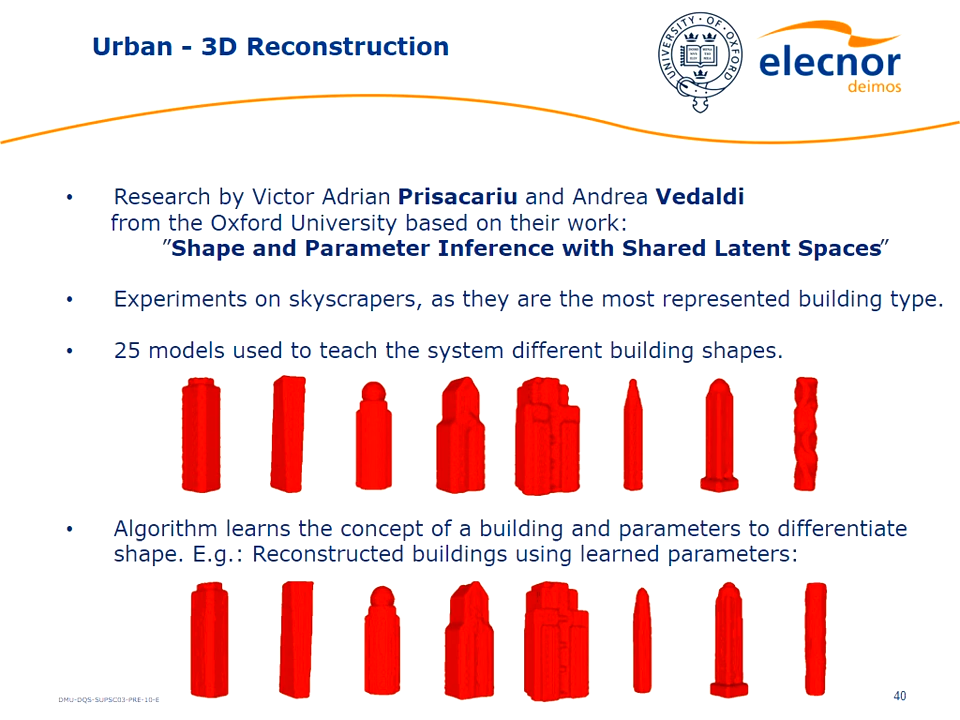 Urban - 3D Reconstruction
UNIVERSITY · OF · OXFORD
elecnor
deimos
• Research by Victor Adrian Prisacariu and Andrea Vedaldi
from the Oxford University based on their work:
”Shape and Parameter Inference with Shared Latent Spaces”
• Experiments on skyscrapers, as they are the most represented building type.
• 25 models used to teach the system different building shapes.
• Algorithm learns the concept of a building and parameters to differentiate
shape. E.g.: Reconstructed buildings using learned parameters:
DMU-DQS-SUPSC03-PRE-10-E
40